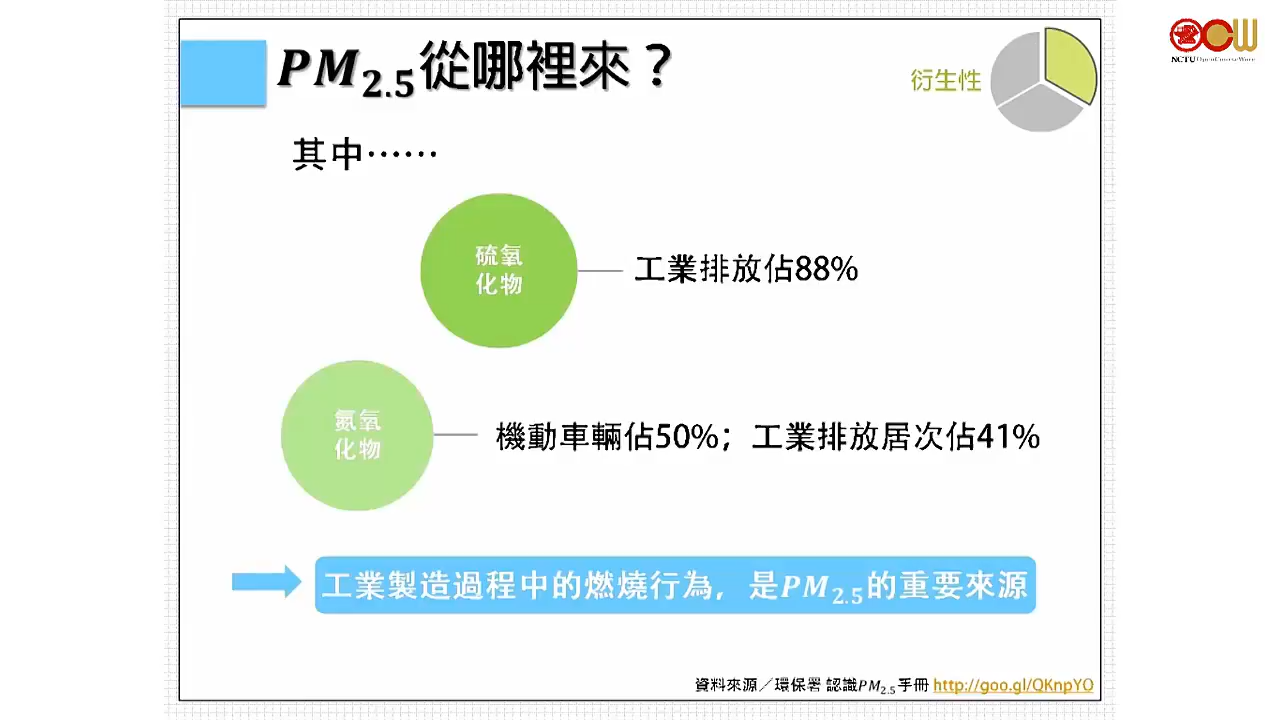 PM2.5從哪裡來？
衍生性
NCTU OpenCourseWare
其中……
硫氧
化物
工業排放佔88%
氮氧
化物
機動車輛佔50%；工業排放居次佔41%
工業製造過程中的燃燒行為，是PM2.5的重要來源
資料來源／環保署 認識PM2.5手冊 http://goo.gl/OKnpYO